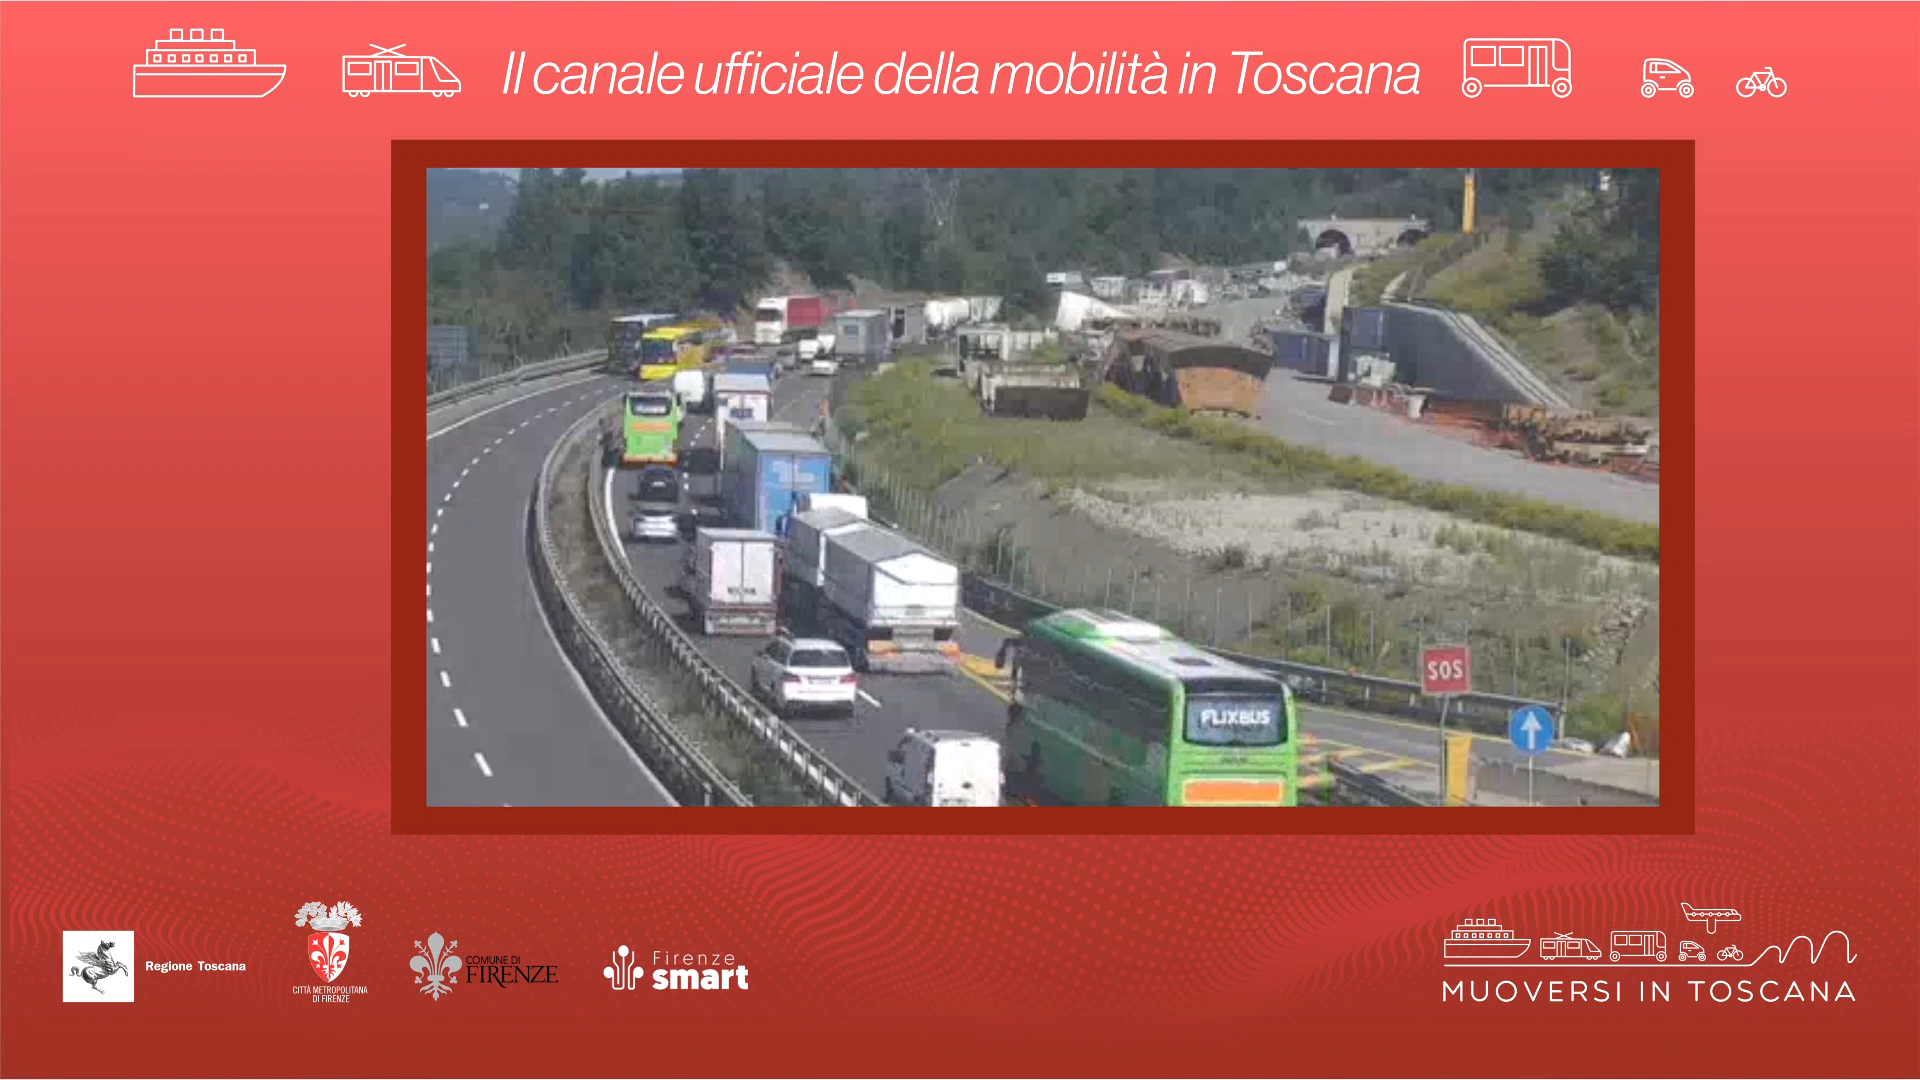 Il canale ufficiale della mobilità in Toscana
FLIXBUS
SOS
Regione Toscana
CITTÀ METROPOLITANA
DI FIRENZE
COMUNE DI
FIRENZE
Firenze
smart
MUOVERSI IN TOSCANA